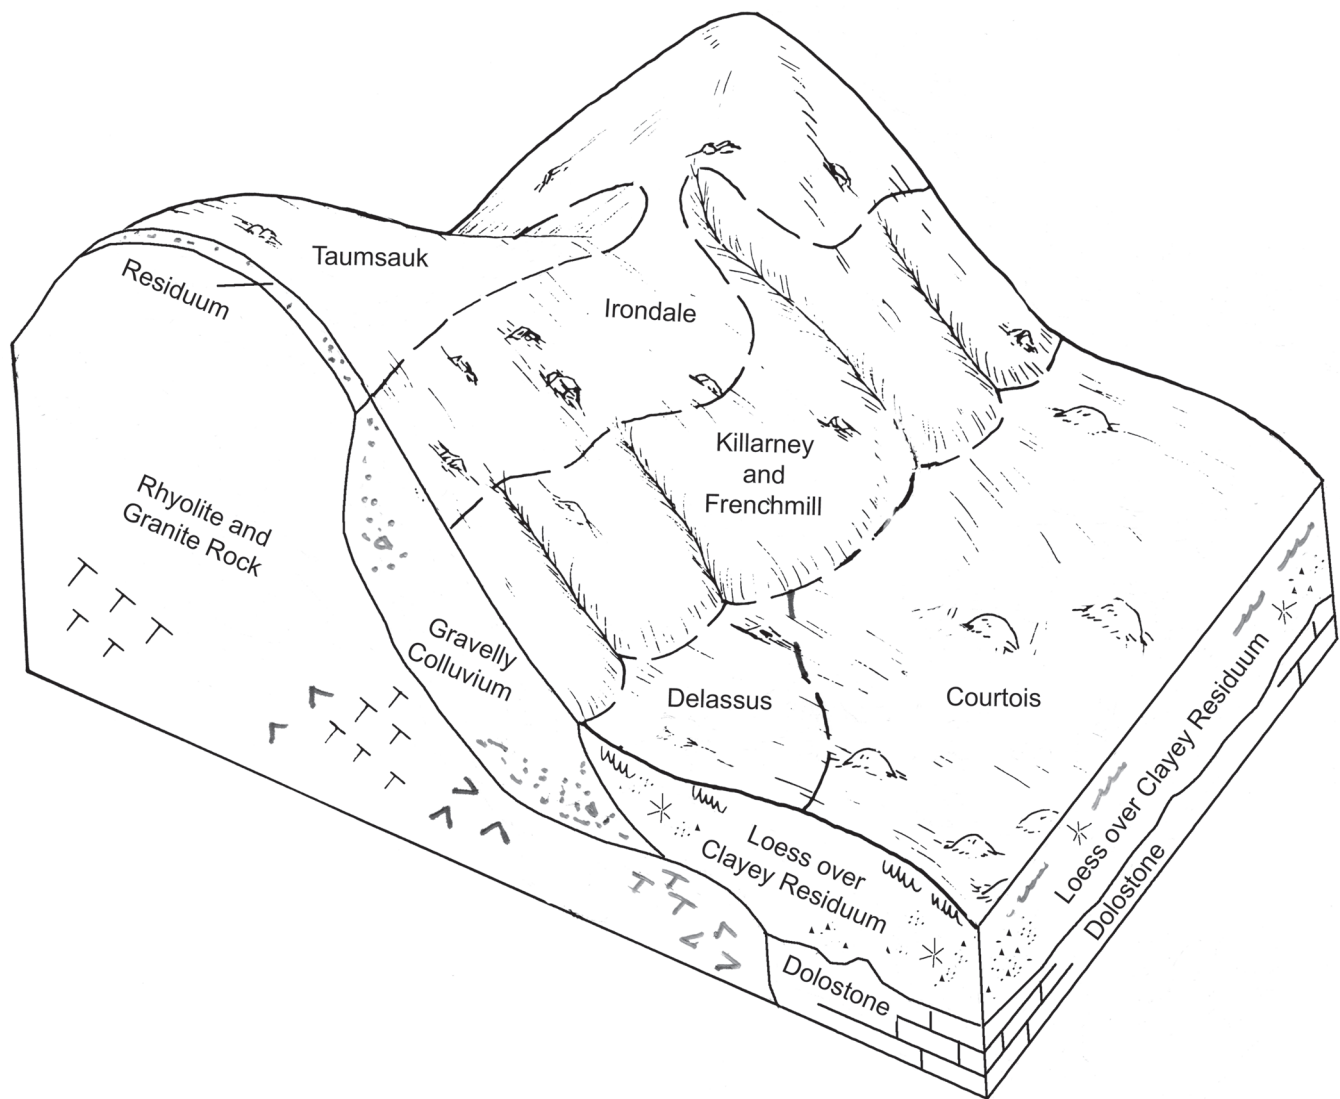 Taumsauk
Residuum
Irondale
Killarney
and
Frenchmill
Rhyolite and
Granite Rock
Gravelly
Colluvium
Delassus
Courtois
Loess over
Clayey Residuum
Dolostone
Loess over Clayey Residuum
Dolostone